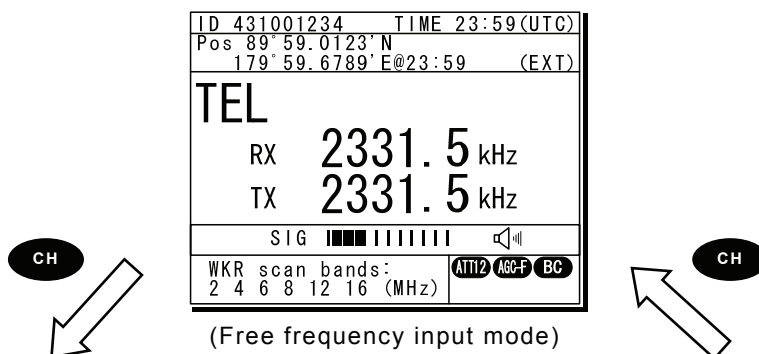 ID 431001234 TIME 23:59(UTC)
Pos 89°59.0123'N
179°59.6789'E@23:59 (EXT)
TEL
RX 2331.5 kHz
TX 2331.5 kHz
SIG
CH
CH
WKR scan bands:
2 4 6 8 12 16 (MHz)
ATT12 AGC-F BC
(Free frequency input mode)